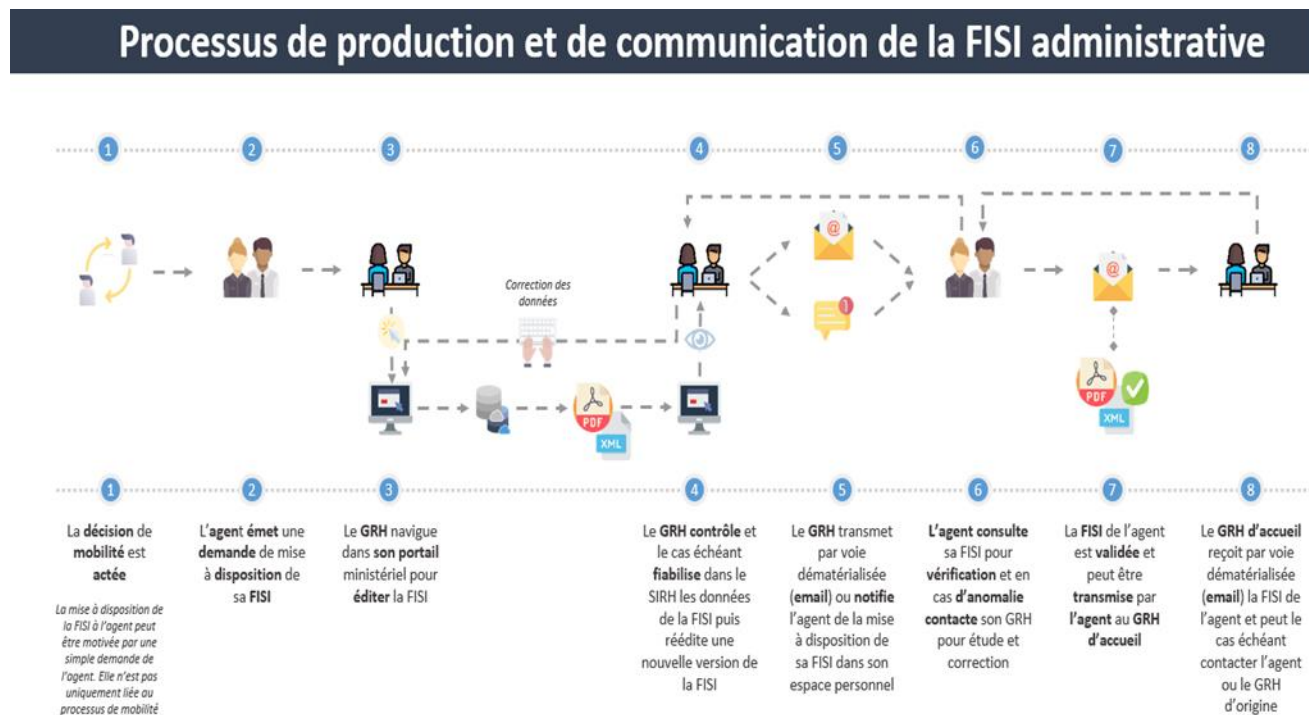 Processus de production et de communication de la FISI administrative
1 2 3 4 5 6 7 8
@
1
Correction des
données
@
PDF
XML
PDF
XML
1 2 3 4 5 6 7 8
La décision de
mobilité est
actée
La mise à disposition de
la FISI à l'agent peut
être motivée par une
simple demande de
l'agent. Elle n'est pas
uniquement liée au
processus de mobilité
L'agent émet une
demande de mise
à disposition de
sa FISI
Le GRH navigue
dans son portail
ministériel pour
éditer la FISI
Le GRH contrôle et
le cas échéant
fiabilise dans le
SIRH les données
de la FISI puis
réédite une
nouvelle version de
la FISI
Le GRH transmet
par voie
dématérialisée
(email) ou notifie
l'agent de la mise
à disposition de
sa FISI dans son
espace personnel
L'agent consulte
sa FISI pour
vérification et en
cas d'anomalie
contacte son GRH
pour étude et
correction
La FISI de l'agent
est validée et
peut être
transmise par
l'agent au GRH
d'accueil
Le GRH d'accueil
reçoit par voie
dématérialisée
(email) la FISI de
l'agent et peut le
cas échéant
contacter l'agent
ou le GRH
d'origine